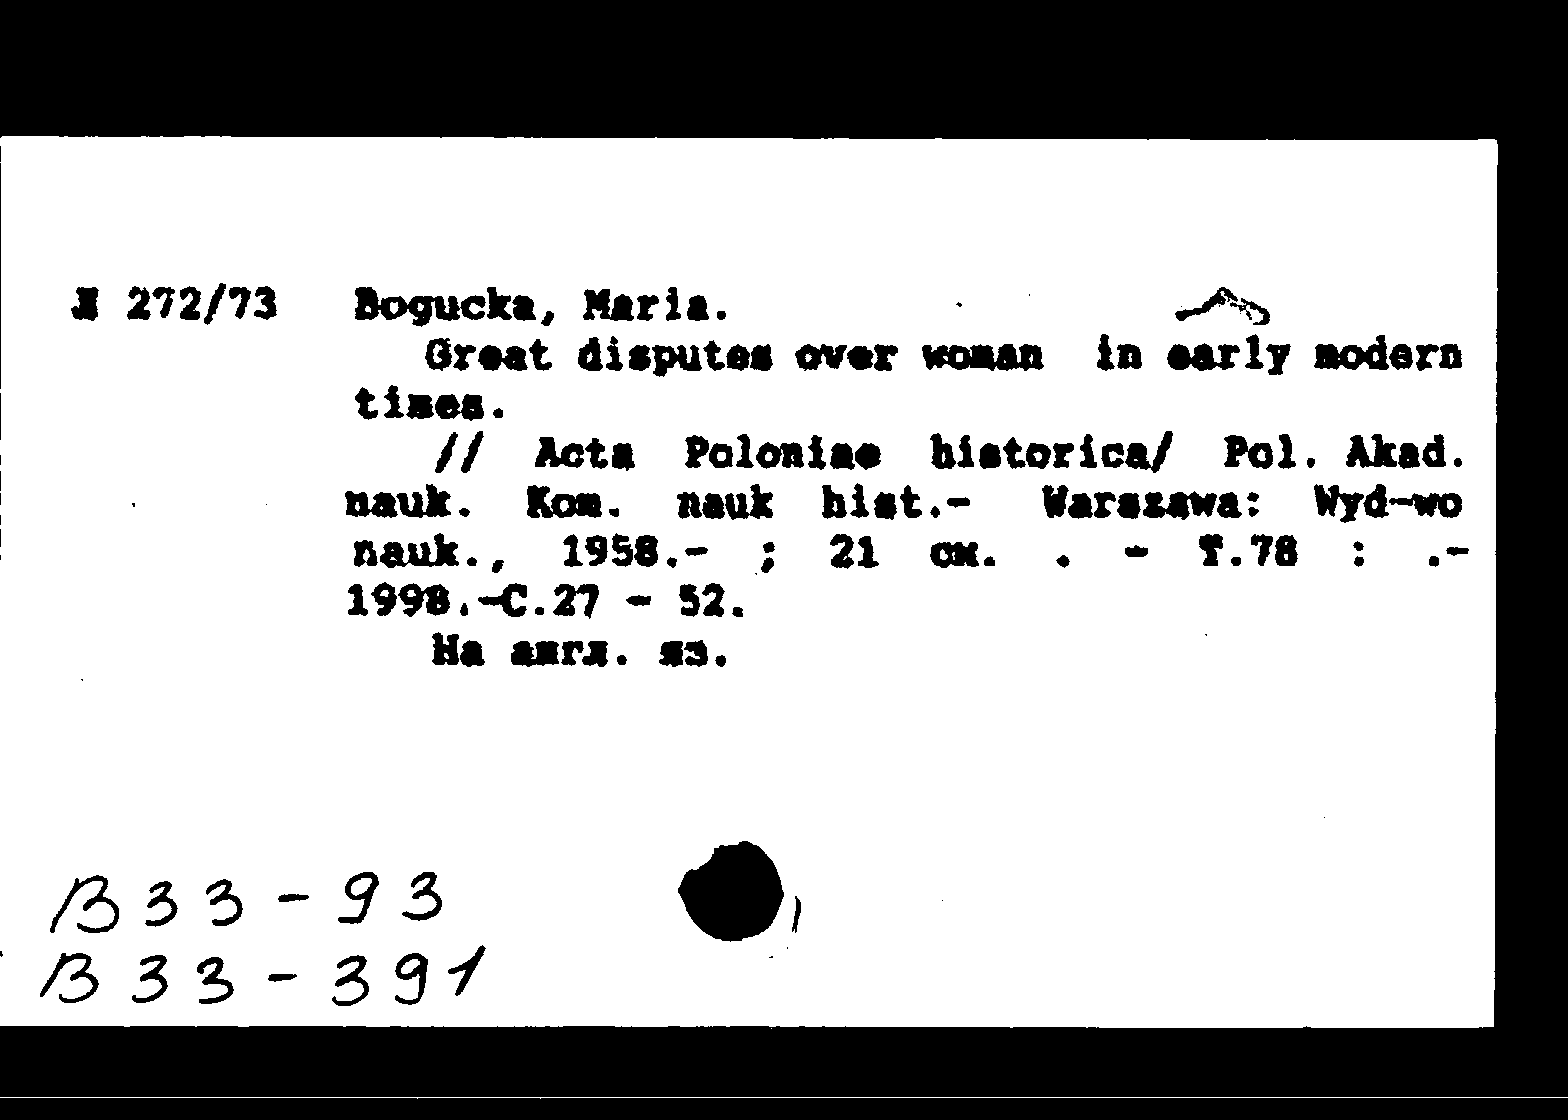 Л 272/73 Bogucka, Maria.
Great disputes over woman in early modern
times.
// Acta Poloniae historica/ Pol. Akad.
nauk. Kom. nauk hist.- Warszawa: Wyd-wo
nauk., 1958.- ; 21 см. . - Т.78 : .-
1998.-С.27 - 52.
На англ. яз.
В33-93
В33-391